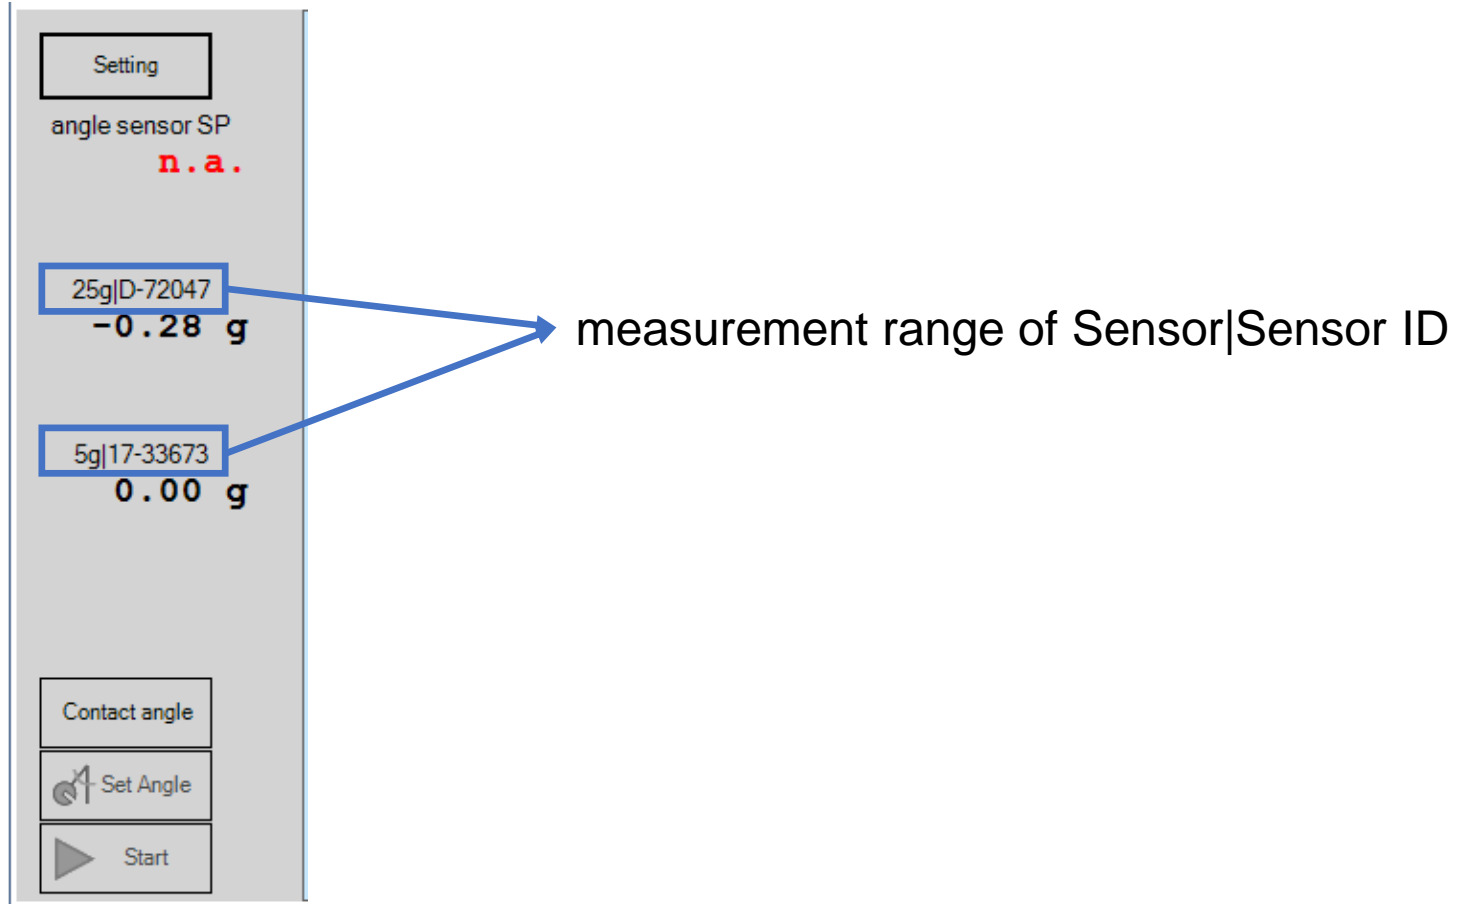 Setting
angle sensor SP
n.a.
25g|D-72047
-0.28 g
measurement range of Sensor|Sensor ID
5g|17-33673
0.00 g
Contact angle
Set Angle
Start